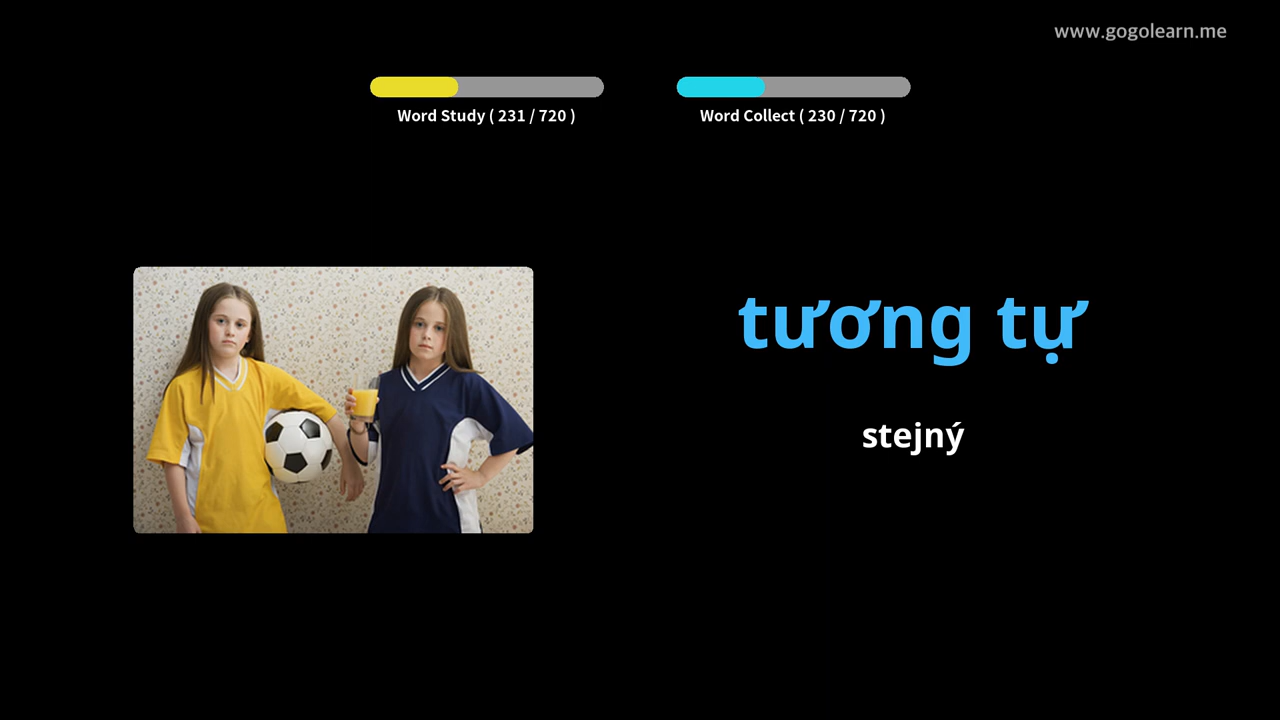 www.gogolearn.me
Word Study ( 231 / 720 )
Word Collect ( 230 / 720 )
tương tự
stejný